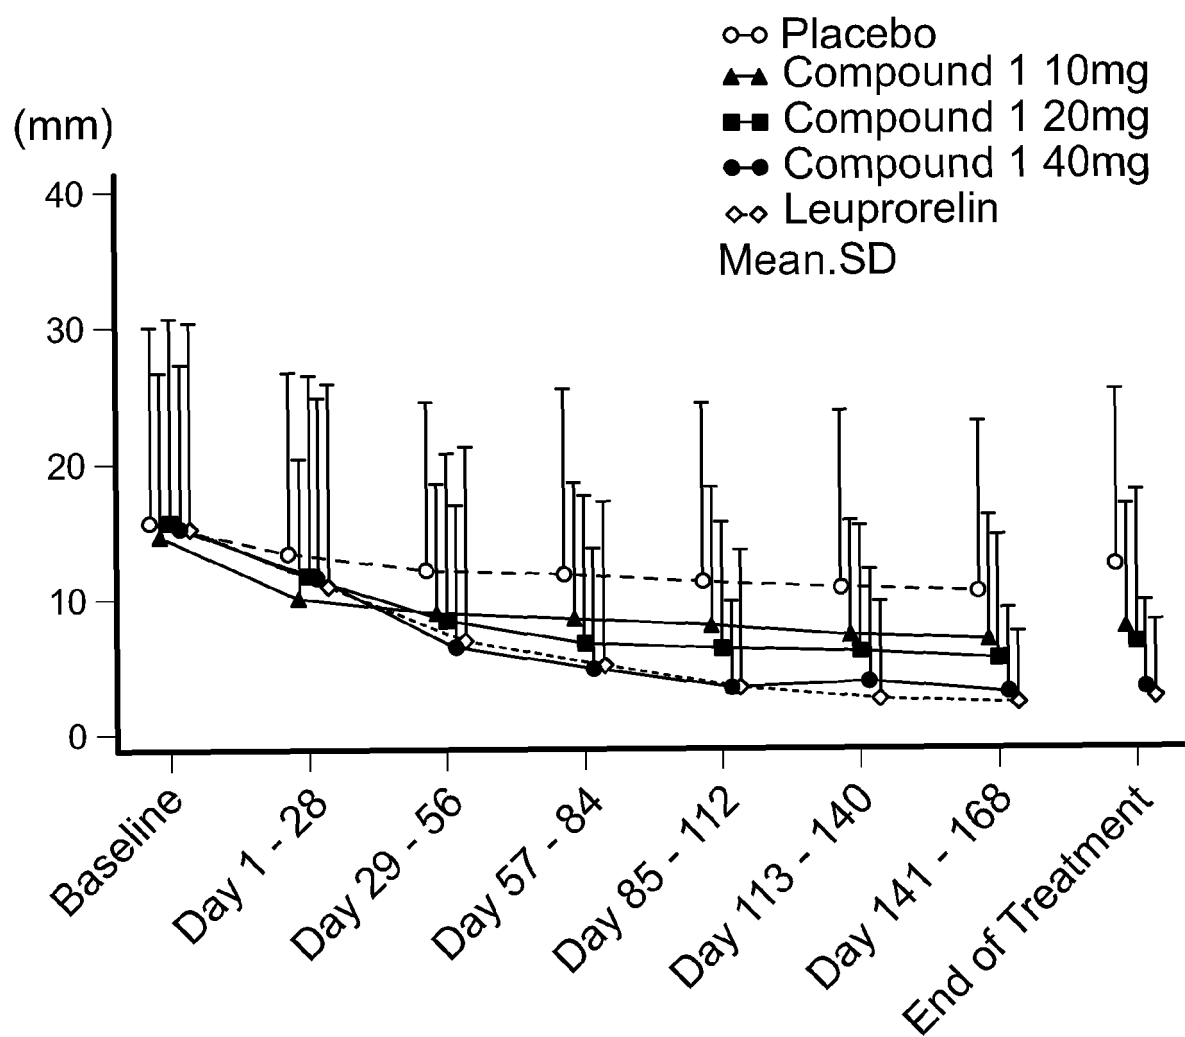 Placebo
Compound 1 10mg
Compound 1 20mg
Compound 1 40mg
Leuprorelin
Mean.SD
(mm)
40
30
20
10
0
Baseline
Day 1 - 28
Day 29 - 56
Day 57 - 84
Day 85 - 112
Day 113 - 140
Day 141 - 168
End of Treatment